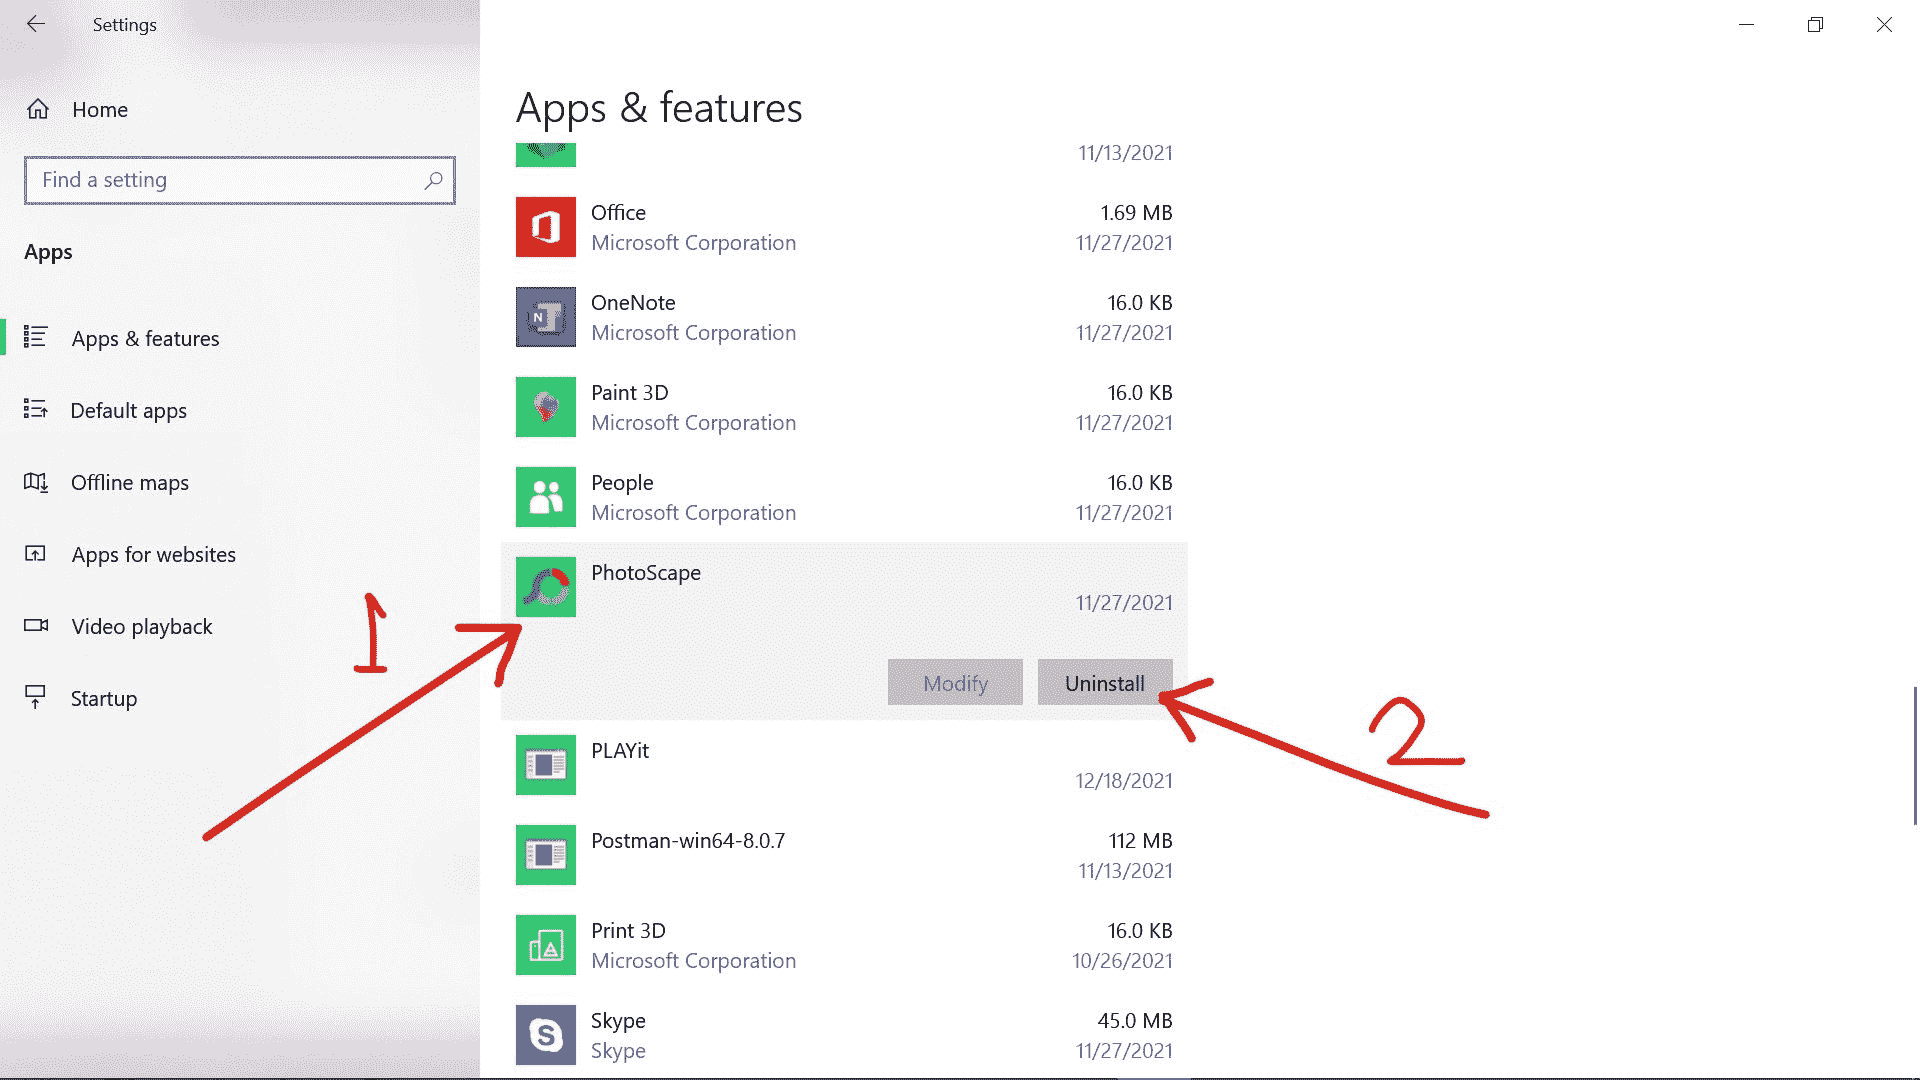 Settings
Home
Find a setting
Apps
Apps & features
Default apps
Offline maps
Apps for websites
Video playback
Startup
Apps & features
11/13/2021
Office 1.69 MB
Microsoft Corporation 11/27/2021
OneNote 16.0 KB
Microsoft Corporation 11/27/2021
Paint 3D 16.0 KB
Microsoft Corporation 11/27/2021
People 16.0 KB
Microsoft Corporation 11/27/2021
PhotoScape
11/27/2021
1
Modify Uninstall
2
PLAYit
12/18/2021
Postman-win64-8.0.7 112 MB
11/13/2021
Print 3D 16.0 KB
Microsoft Corporation 10/26/2021
Skype 45.0 MB
Skype 11/27/2021